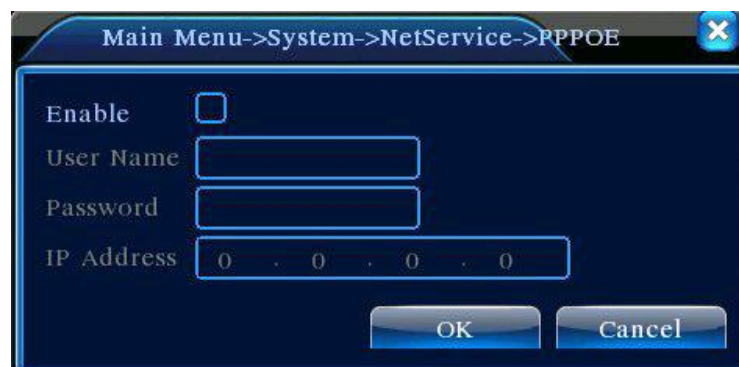 Main Menu->System->NetService->PPPOE
Enable
User Name
Password
IP Address 0 . 0 . 0 . 0
OK Cancel